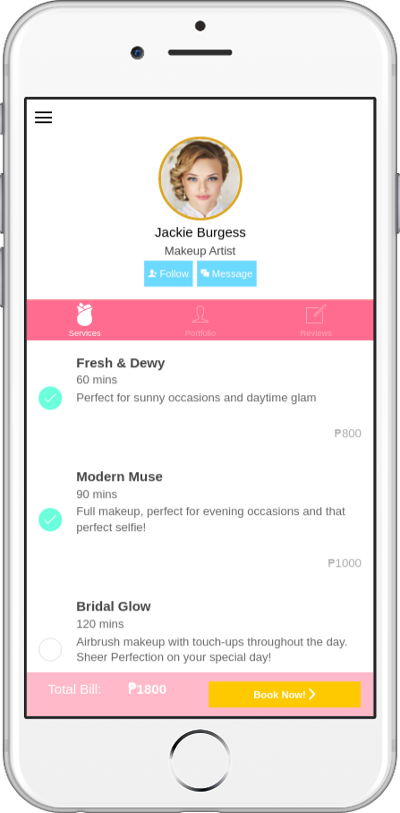 Jackie Burgess
Makeup Artist
Follow Message
Services Portfolio Reviews
Fresh & Dewy
60 mins
Perfect for sunny occasions and daytime glam
₱800
Modern Muse
90 mins
Full makeup, perfect for evening occasions and that
perfect selfie!
₱1000
Bridal Glow
120 mins
Airbrush makeup with touch-ups throughout the day.
Sheer Perfection on your special day!
Total Bill: ₱1800 Book Now!